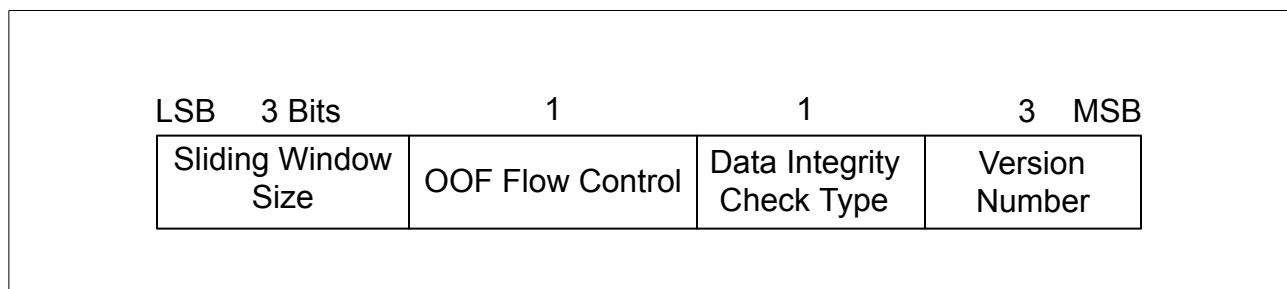 LSB 3 Bits 1 1 3 MSB
Sliding Window
Size
OOF Flow Control
Data Integrity
Check Type
Version
Number